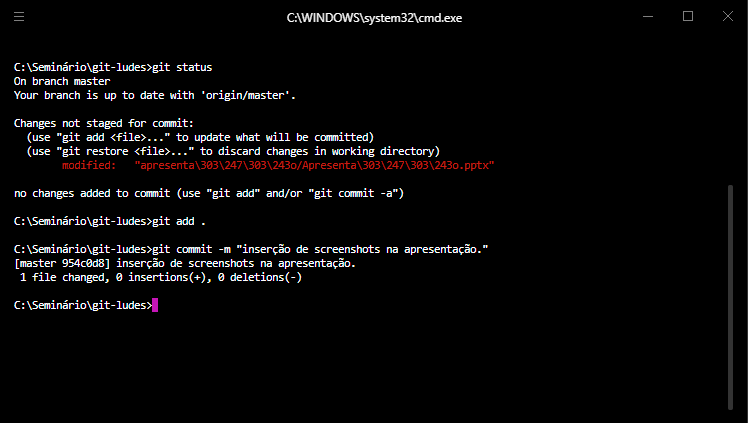 C:\WINDOWS\system32\cmd.exe
C:\Seminário\git-ludes>git status
On branch master
Your branch is up to date with 'origin/master'.
Changes not staged for commit:
(use "git add <file>..." to update what will be committed)
(use "git restore <file>..." to discard changes in working directory)
modified:   "apresenta\303\247\303\243o/Apresenta\303\247\303\243o.pptx"
no changes added to commit (use "git add" and/or "git commit -a")
C:\Seminário\git-ludes>git add .
C:\Seminário\git-ludes>git commit -m "inserção de screenshots na apresentação."
[master 954c0d8] inserção de screenshots na apresentação.
1 file changed, 0 insertions(+), 0 deletions(-)
C:\Seminário\git-ludes>